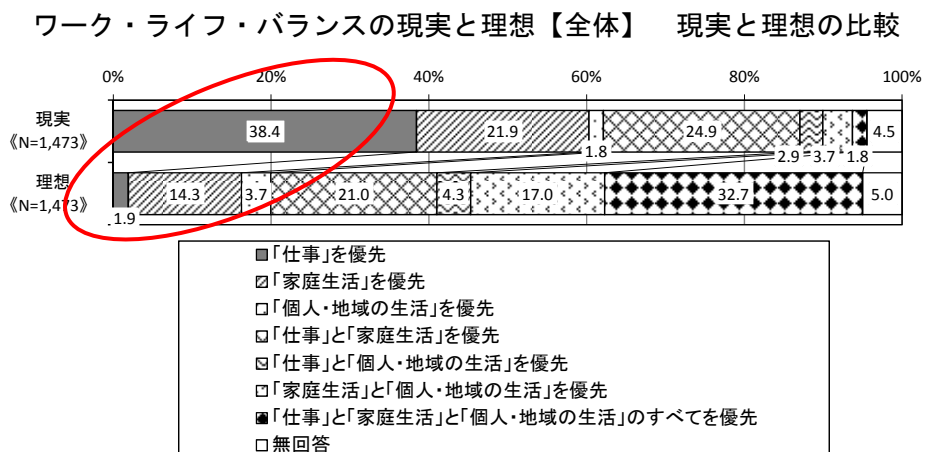 ワーク・ライフ・バランスの現実と理想【全体】　現実と理想の比較
0% 20% 40% 60% 80% 100%
現実
《N=1,473》
38.4 21.9 1.8 24.9 2.9 3.7 1.8 4.5
理想
《N=1,473》
1.9 14.3 3.7 21.0 4.3 17.0 32.7 5.0
「仕事」を優先
「家庭生活」を優先
「個人・地域の生活」を優先
「仕事」と「家庭生活」を優先
「仕事」と「個人・地域の生活」を優先
「家庭生活」と「個人・地域の生活」を優先
「仕事」と「家庭生活」と「個人・地域の生活」のすべてを優先
無回答